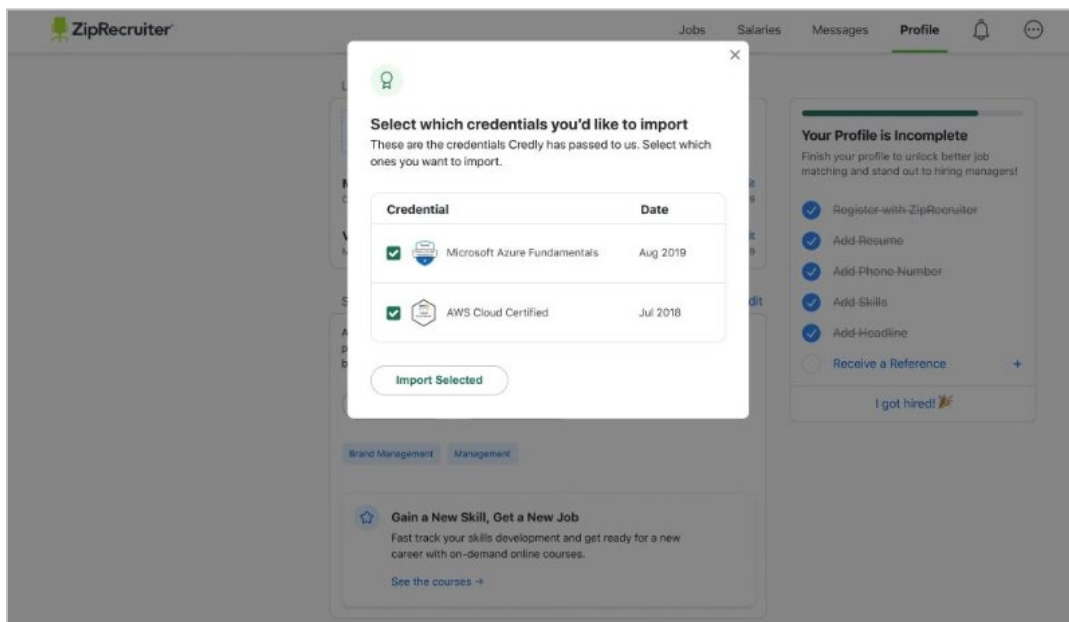 ZipRecruiter
Jobs Salaries Messages Profile
Select which credentials you'd like to import
These are the credentials Credly has passed to us. Select which
ones you want to import.
Credential Date
Microsoft Azure Fundamentals Aug 2019
AWS Cloud Certified Jul 2018
Import Selected
Your Profile is Incomplete
Finish your profile to unlock better job
matching and stand out to hiring managers!
Register with ZipRecruiter
Add Resume
Add Phone Number
Add Skills
Add Headline
Receive a Reference +
I got hired!
Brand Management Management
Gain a New Skill, Get a New Job
Fast track your skills development and get ready for a new
career with on-demand online courses.
See the courses →